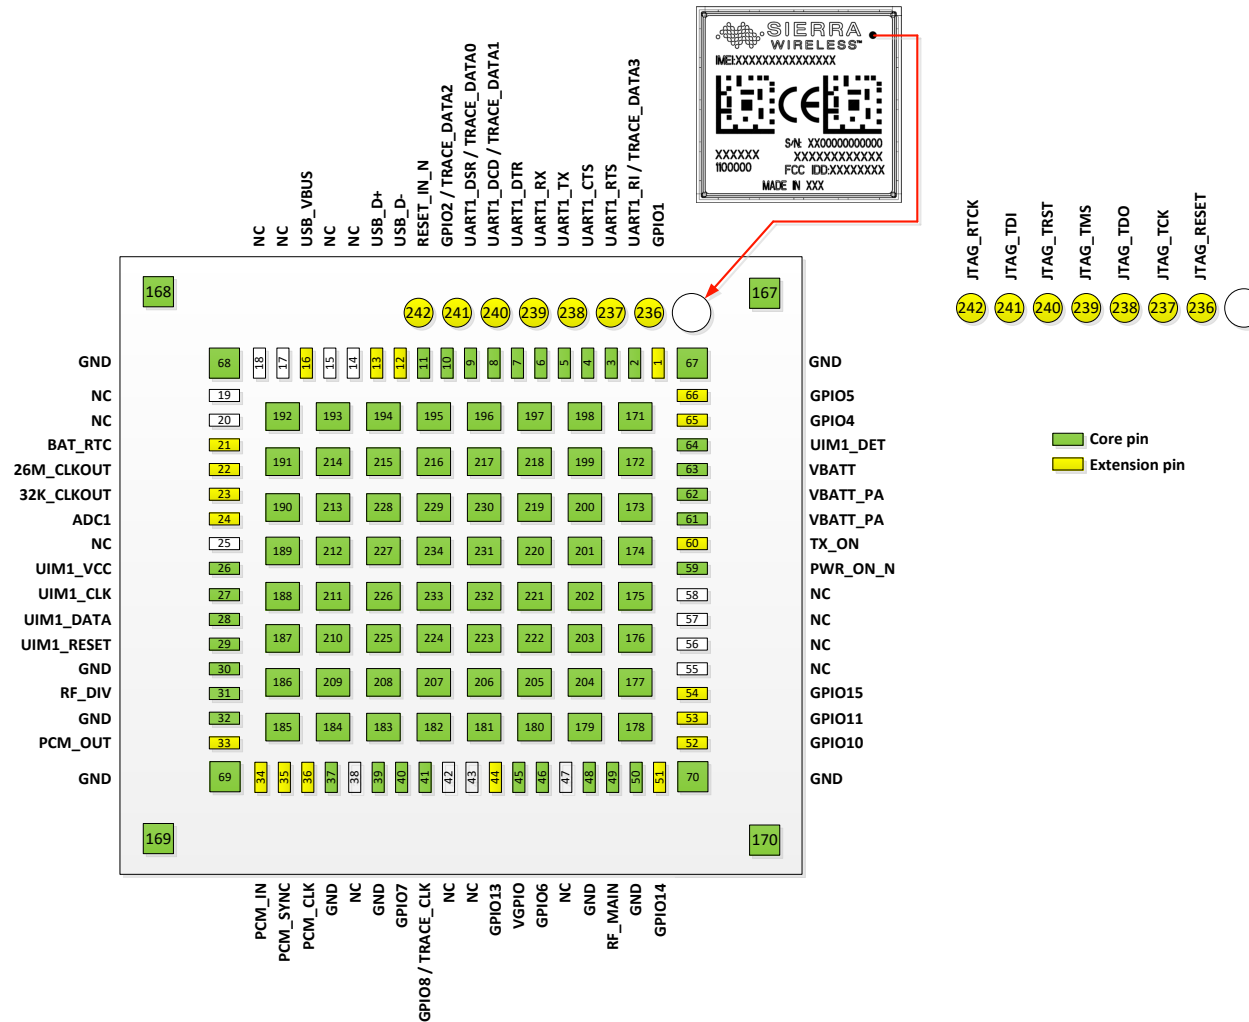 SIERRA
WIRELESS™
IMEI:XXXXXXXXXXXXXXX
CE
S/N: XX00000000000
XXXXXX
XXXXXXXXXXXX
1100000
FCC IDD:XXXXXXXX
MADE IN XXX
NC
NC
USB_VBUS
NC
NC
USB_D+
USB_D-
RESET_IN_N
GPIO2 / TRACE_DATA2
UART1_DSR / TRACE_DATA0
UART1_DCD / TRACE_DATA1
UART1_DTR
UART1_RX
UART1_TX
UART1_CTS
UART1_RTS
UART1_RI / TRACE_DATA3
GPIO1
JTAG_RTCK
JTAG_TDI
JTAG_TRST
JTAG_TMS
JTAG_TDO
JTAG_TCK
JTAG_RESET
242 241 240 239 238 237 236
168
167
242 241 240 239 238 237 236
GND 68 18 17 16 15 14 13 12 11 10 9 8 7 6 5 4 3 2 1 67 GND
NC 19 66 GPIO5
192 193 194 195 196 197 198 171
NC 20 65 GPIO4
BAT_RTC 21 64 UIM1_DET
191 214 215 216 217 218 199 172
26M_CLKOUT 22 63 VBATT
32K_CLKOUT 23 62 VBATT_PA
190 213 228 229 230 219 200 173
ADC1 24 61 VBATT_PA
NC 25 60 TX_ON
189 212 227 234 231 220 201 174
UIM1_VCC 26 59 PWR_ON_N
UIM1_CLK 27 58 NC
188 211 226 233 232 221 202 175
UIM1_DATA 28 57 NC
UIM1_RESET 29 56 NC
187 210 225 224 223 222 203 176
GND 30 55 NC
186 209 208 207 206 205 204 177
RF_DIV 31 54 GPIO15
GND 32 53 GPIO11
185 184 183 182 181 180 179 178
PCM_OUT 33 52 GPIO10
GND 69 34 35 36 37 38 39 40 41 42 43 44 45 46 47 48 49 50 51 70 GND
169
170
PCM_IN
PCM_SYNC
PCM_CLK
GND
NC
GND
GPIO7
GPIO8 / TRACE_CLK
NC
NC
GPIO13
VGPIO
GPIO6
NC
GND
RF_MAIN
GND
GPIO14
Core pin
Extension pin